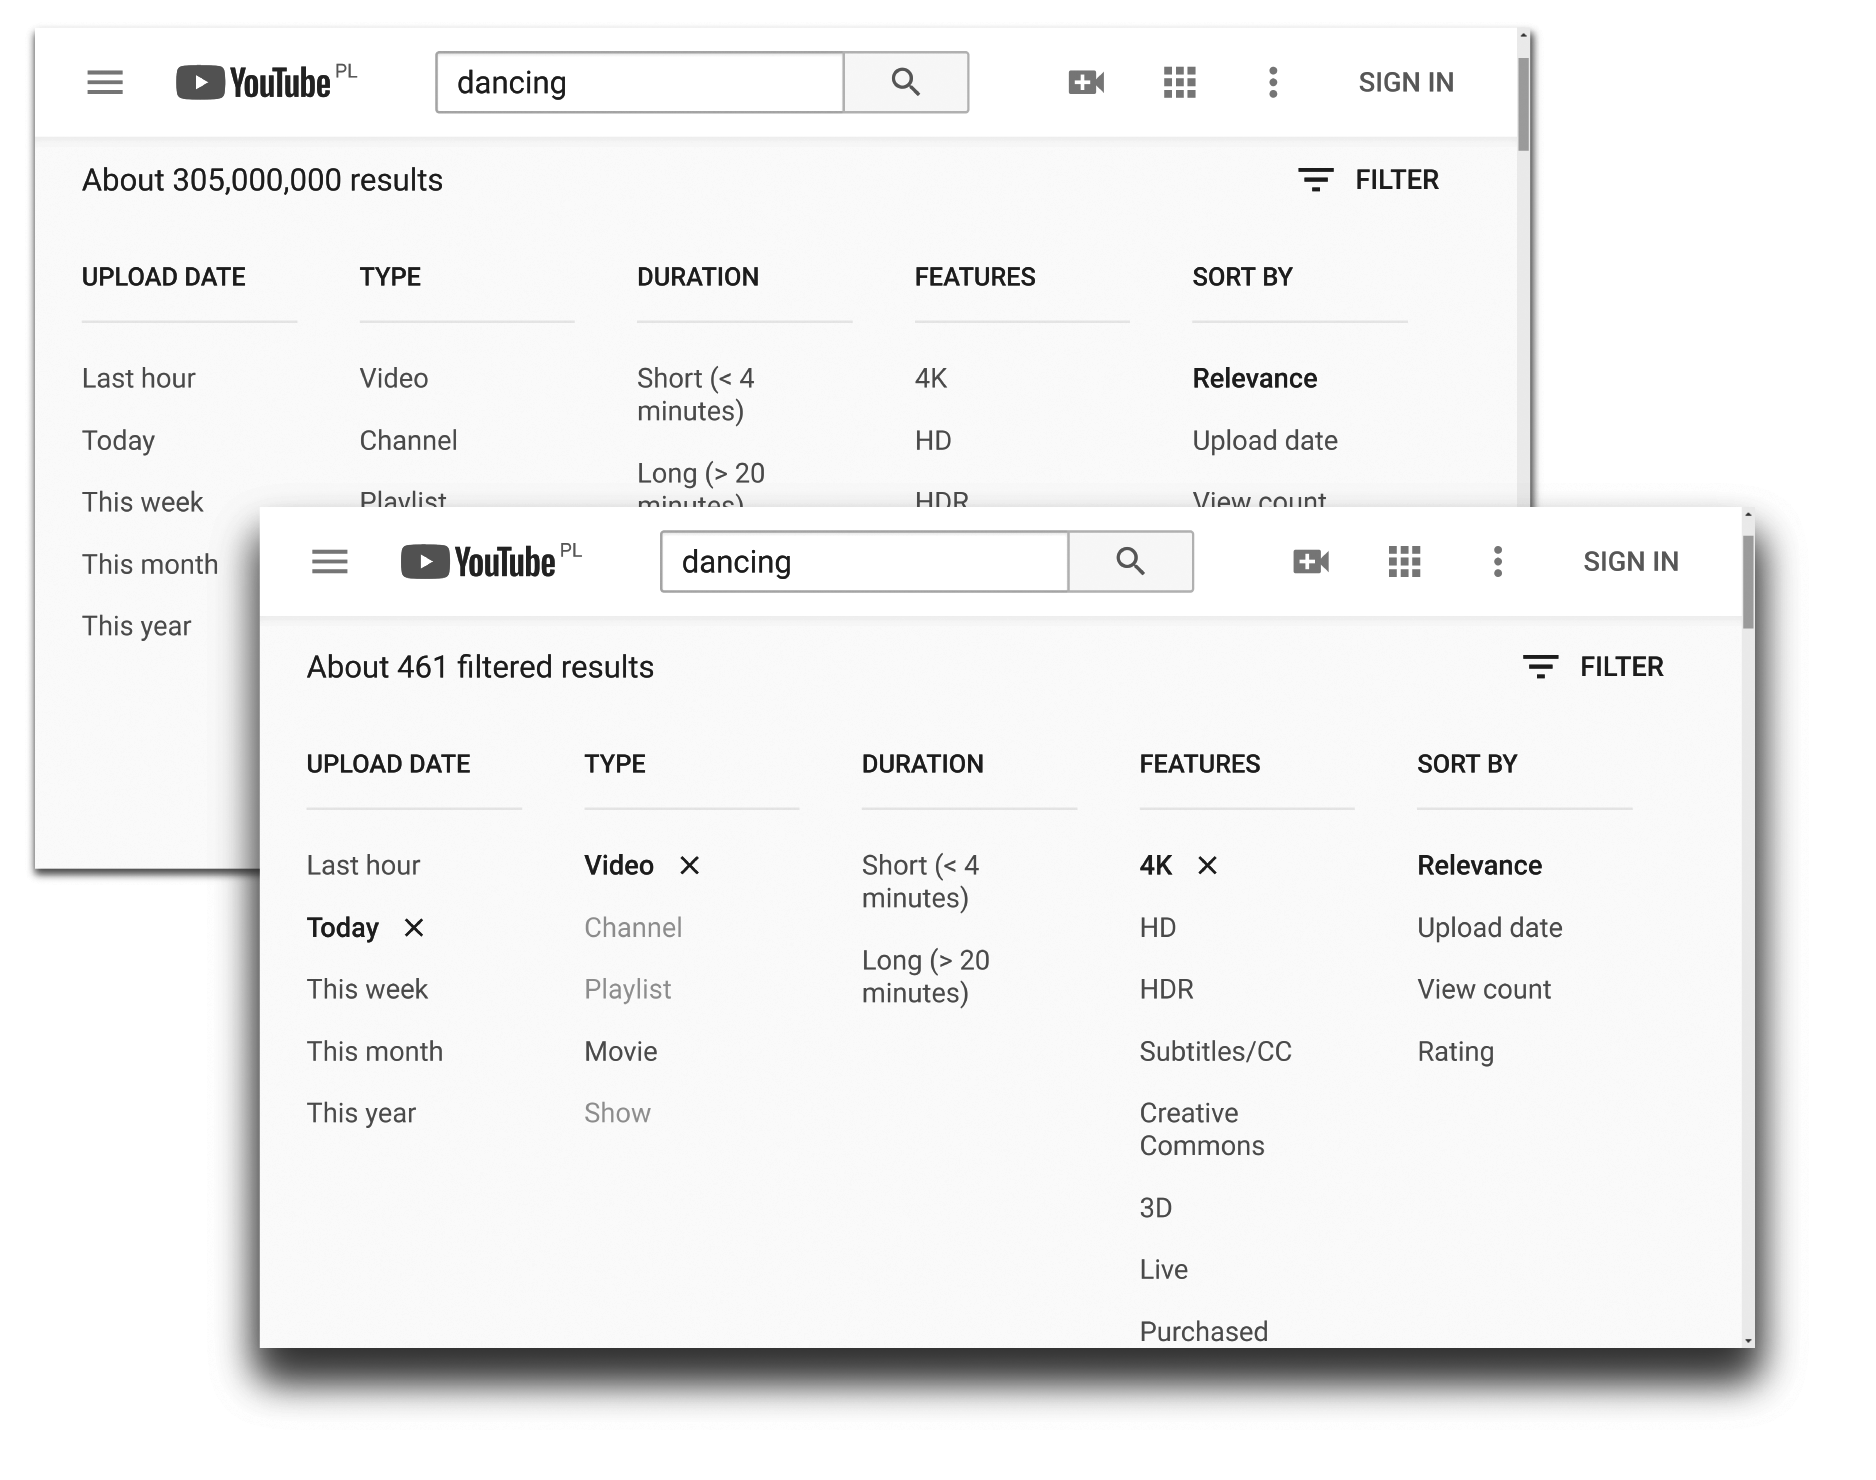 YouTube PL
dancing
SIGN IN
About 305,000,000 results
FILTER
UPLOAD DATE
TYPE
DURATION
FEATURES
SORT BY
Last hour
Video
Short (< 4
minutes)
4K
Relevance
Today
Channel
HD
Upload date
Long (> 20
minutes)
This week
Playlist
HDR
View count
This month
This year
YouTube PL
dancing
SIGN IN
About 461 filtered results
FILTER
UPLOAD DATE
TYPE
DURATION
FEATURES
SORT BY
Last hour
Video
Short (< 4
minutes)
4K
Relevance
Today
Channel
HD
Upload date
Long (> 20
minutes)
This week
Playlist
HDR
View count
This month
Movie
Subtitles/CC
Rating
This year
Show
Creative
Commons
3D
Live
Purchased